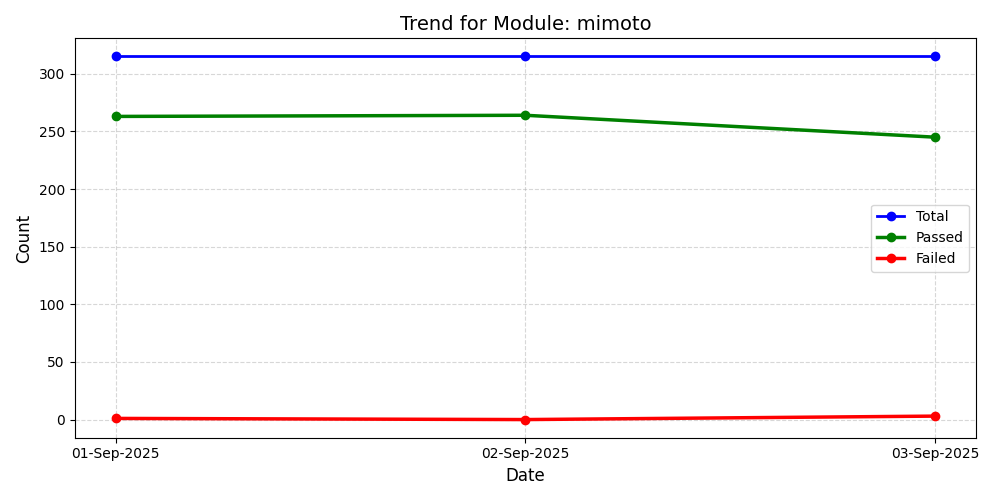 Trend for Module: mimoto
Count
300
250
200
150
100
50
0
Total
Passed
Failed
01-Sep-2025
02-Sep-2025
03-Sep-2025
Date